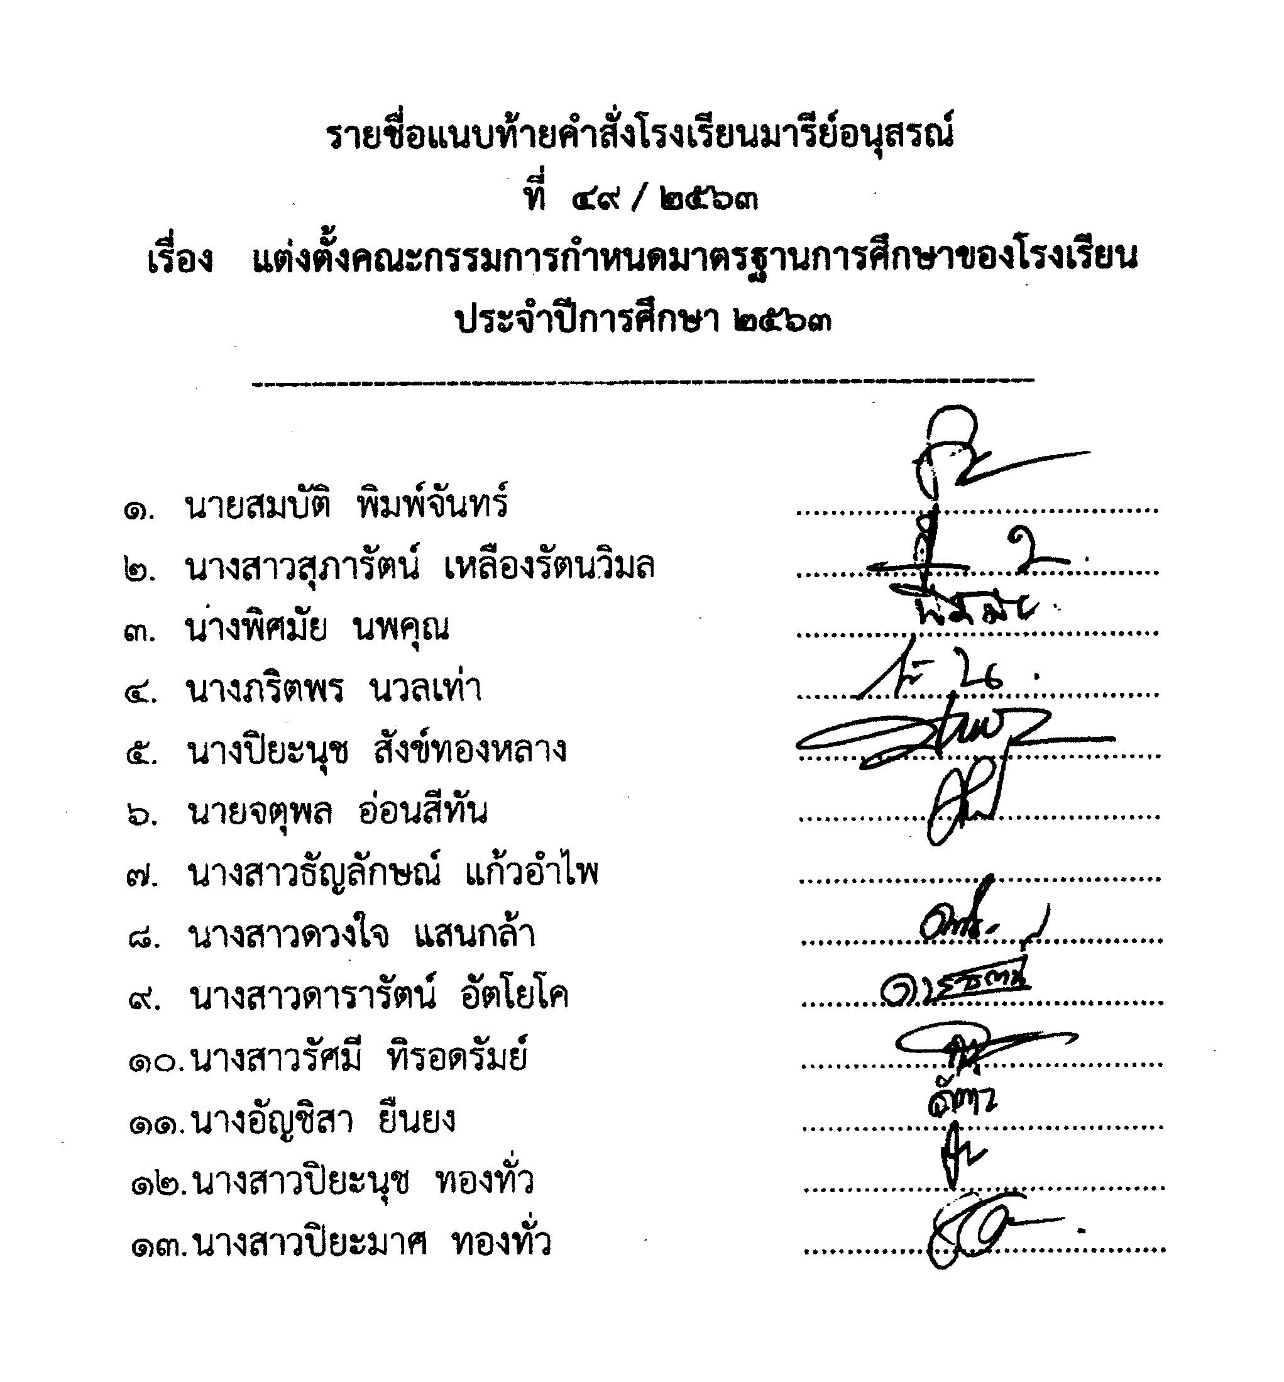 รายชื่อแนบท้ายคำสั่งโรงเรียนมารีย์อนุสรณ์
ที่ ๔๙ / ๒๕๖๓
เรื่อง แต่งตั้งคณะกรรมการกำหนดมาตรฐานการศึกษาของโรงเรียน
ประจำปีการศึกษา ๒๕๖๓
๑. นายสมบัติ พิมพ์จันทร์
๒. นางสาวสุภารัตน์ เหลืองรัตนวิมล
๓. นางพิศมัย นพคุณ
๔. นางภริตพร นวลเท่า
๕. นางปิยะนุช สังข์ทองหลาง
๖. นายจตุพล อ่อนสีทัน
๗. นางสาวธัญลักษณ์ แก้วอำไพ
๘. นางสาวดวงใจ แสนกล้า
๙. นางสาวดารารัตน์ อัตโยโค
๑๐. นางสาวรัศมี ทิรอดรัมย์
๑๑. นางอัญชิสา ยืนยง
๑๒. นางสาวปิยะนุช ทองทั่ว
๑๓. นางสาวปิยะมาศ ทองทั่ว